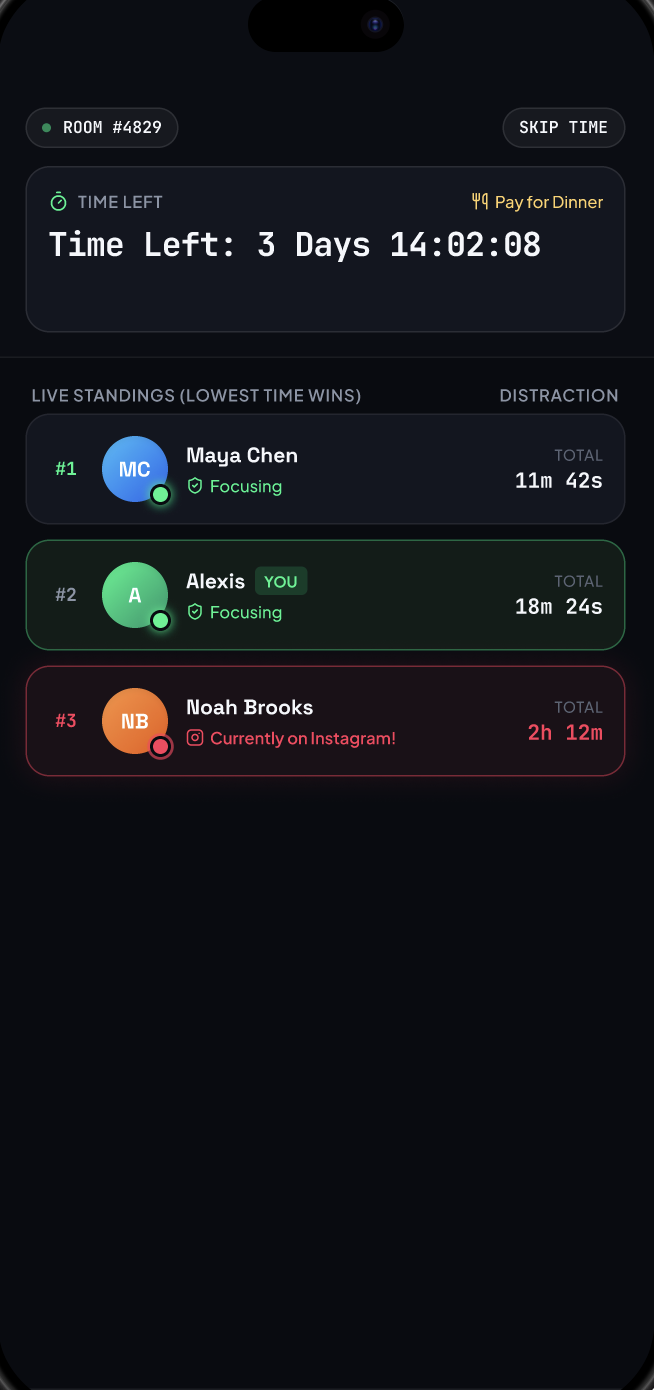 ROOM #4829
SKIP TIME
TIME LEFT
Pay for Dinner
Time Left: 3 Days 14:02:08
LIVE STANDINGS (LOWEST TIME WINS)
DISTRACTION
#1
MC
Maya Chen
Focusing
TOTAL
11m 42s
#2
A
Alexis
YOU
Focusing
TOTAL
18m 24s
#3
NB
Noah Brooks
Currently on Instagram!
TOTAL
2h 12m